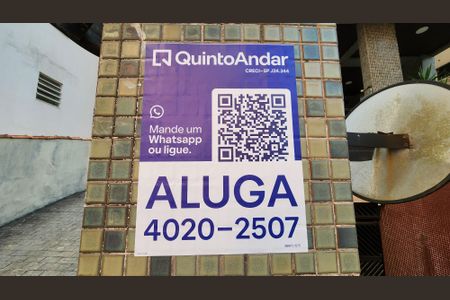 QuintoAndar
CRECI-SP J24.344
Mande um
Whatsapp
ou ligue.
ALUGA
4020-2507